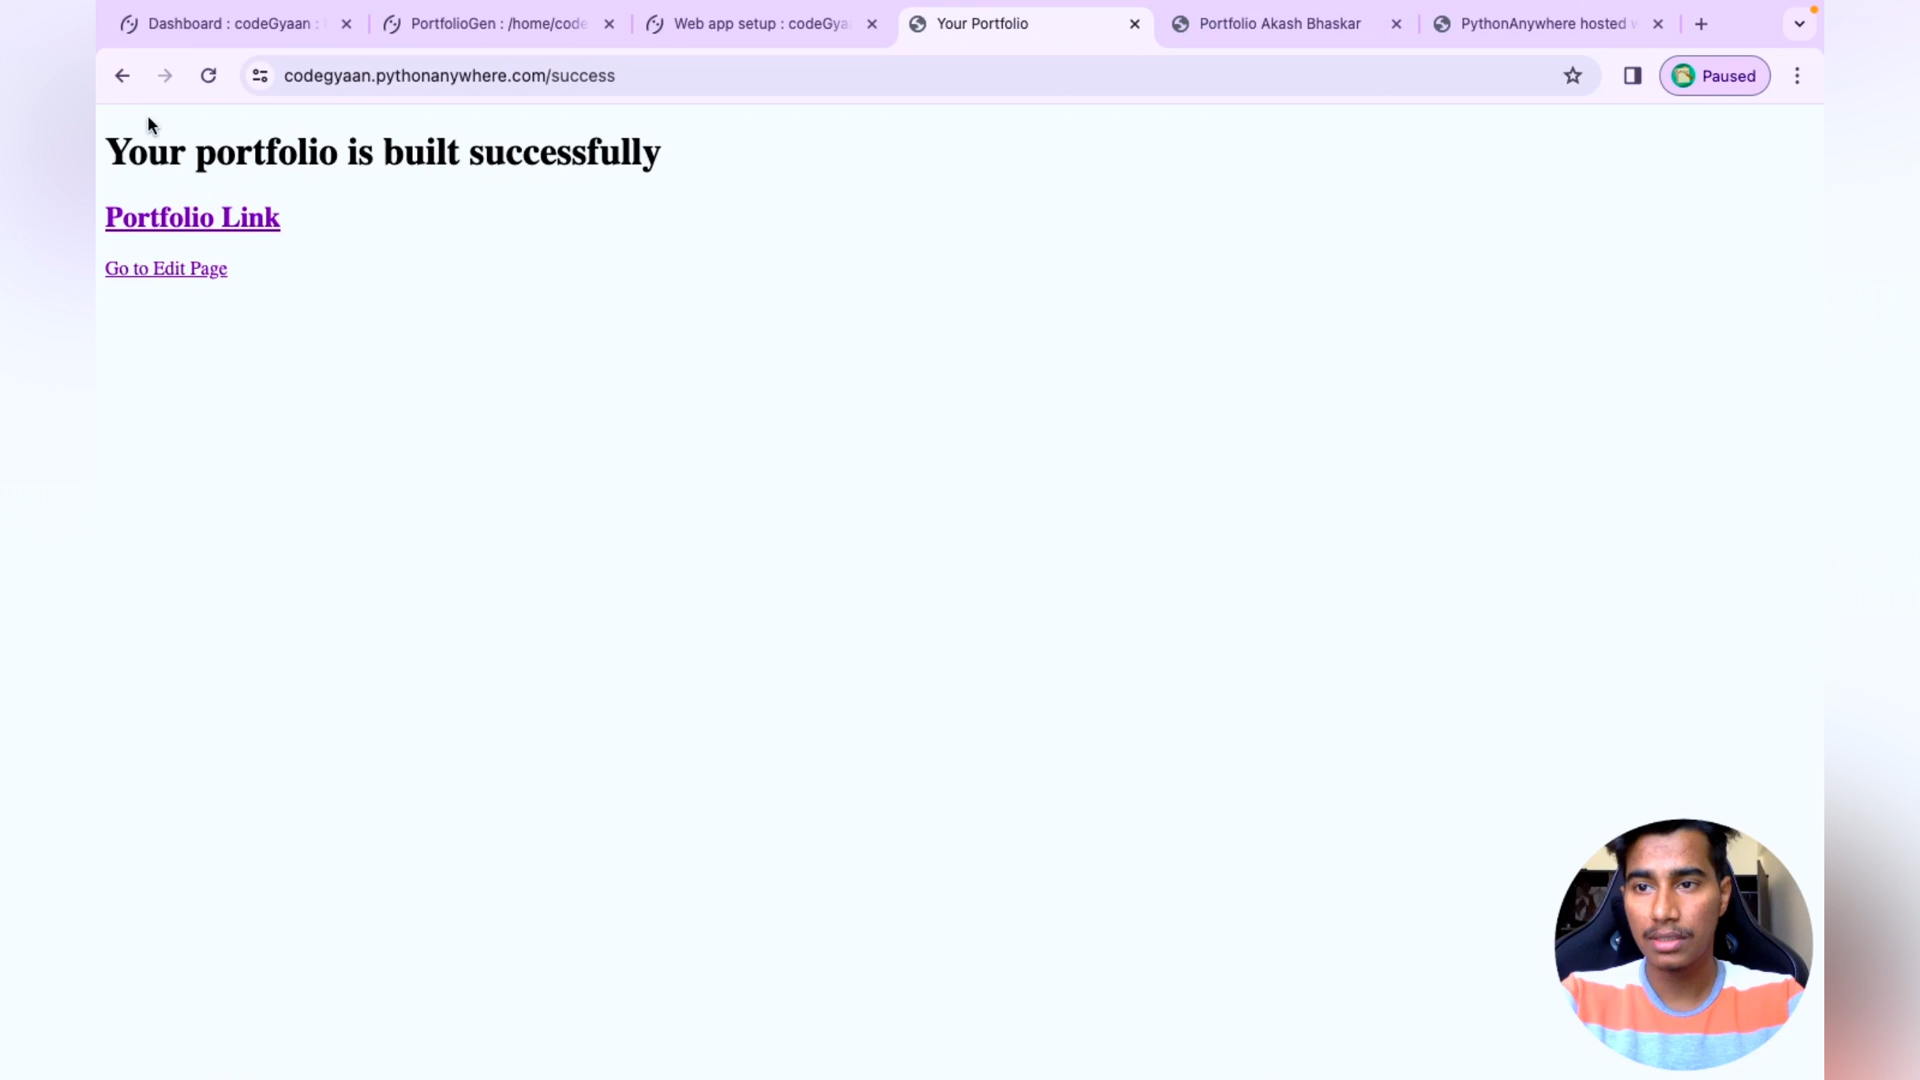 Dashboard : codeGyaan :
PortfolioGen : /home/code
Web app setup : codeGya
Your Portfolio
Portfolio Akash Bhaskar
PythonAnywhere hosted
codegyaan.pythonanywhere.com/success
Paused
Your portfolio is built successfully
Portfolio Link
Go to Edit Page